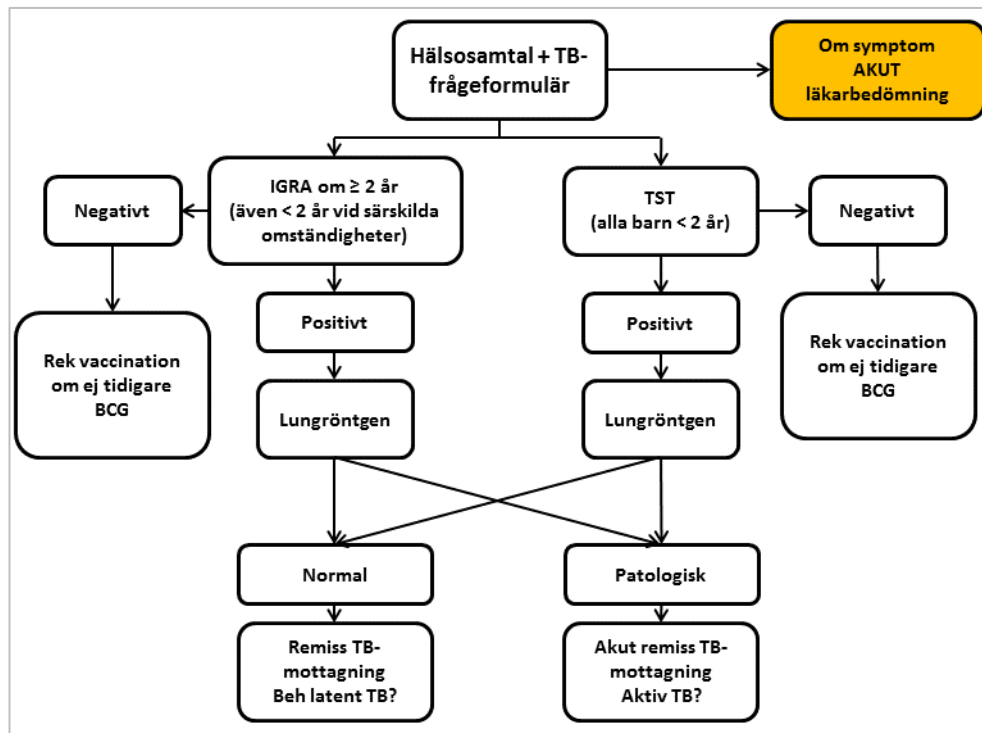 Hälsosamtal + TB-
frågeformulär
Om symptom
AKUT
läkarbedömning
Negativt
IGRA om ≥ 2 år
(även < 2 år vid särskilda
omständigheter)
TST
(alla barn < 2 år)
Negativt
Rek vaccination
om ej tidigare
BCG
Positivt
Positivt
Rek vaccination
om ej tidigare
BCG
Lungröntgen
Lungröntgen
Normal
Patologisk
Remiss TB-
mottagning
Beh latent TB?
Akut remiss TB-
mottagning
Aktiv TB?